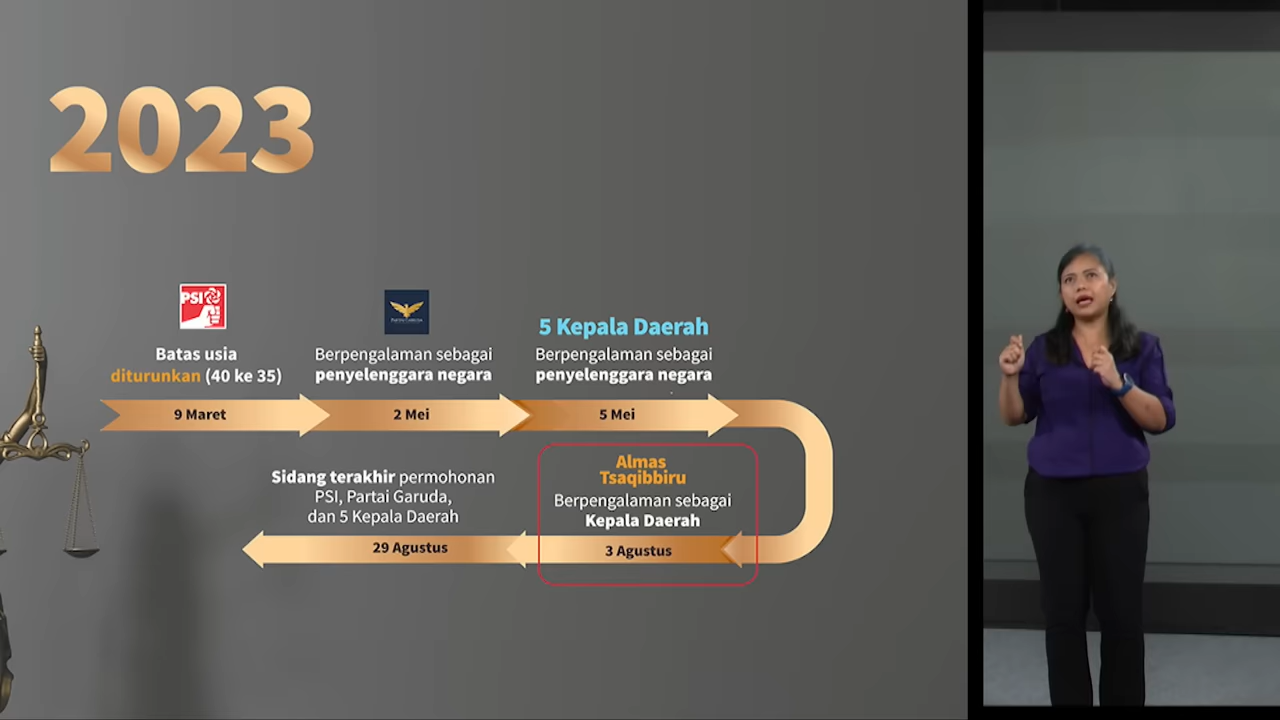 2023
PSI
Batas usia
diturunkan (40 ke 35)
9 Maret
PARTAI GARUDA
Berpengalaman sebagai
penyelenggara negara
2 Mei
5 Kepala Daerah
Berpengalaman sebagai
penyelenggara negara
5 Mei
Almas
Tsaqibbiru
Berpengalaman sebagai
Kepala Daerah
3 Agustus
Sidang terakhir permohonan
PSI, Partai Garuda,
dan 5 Kepala Daerah
29 Agustus